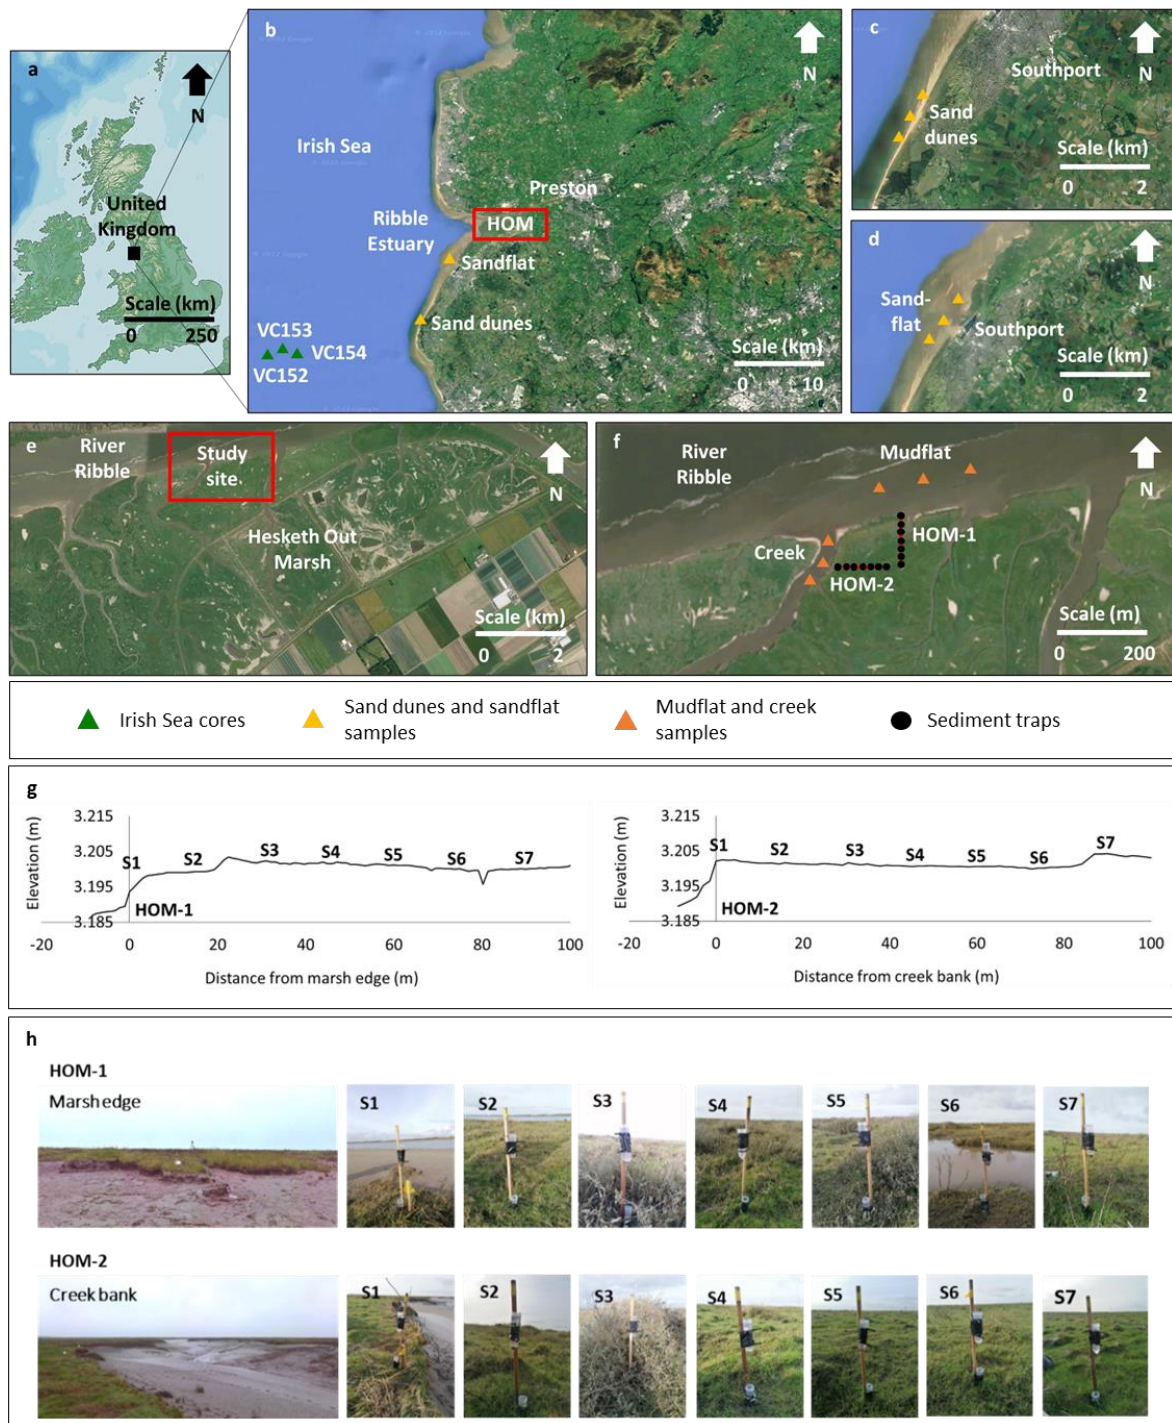 a
N
United
Kingdom
Scale (km)
0 250
b
N
Irish Sea
Preston
Ribble
Estuary
HOM
Sandflat
Sand dunes
VC153
VC154
VC152
Scale (km)
0 10
c
Southport
N
Sand
dunes
Scale (km)
0 2
d
N
Sand-
flat
Southport
Scale (km)
0 2
e
River
Ribble
Study
site
N
Hesketh Out
Marsh
Scale (km)
0 2
f
River
Ribble
Mudflat
N
Creek
HOM-1
HOM-2
Scale (m)
0 200
Irish Sea cores
Sand dunes and sandflat
samples
Mudflat and creek
samples
Sediment traps
g
Elevation (m)
3.215
3.205
3.195
3.185
S1 S2 S3 S4 S5 S6 S7
HOM-1
-20 0 20 40 60 80 100
Distance from marsh edge (m)
Elevation (m)
3.215
3.205
3.195
3.185
S1 S2 S3 S4 S5 S6 S7
HOM-2
-20 0 20 40 60 80 100
Distance from creek bank (m)
h
HOM-1
Marsh edge
S1 S2 S3 S4 S5 S6 S7
HOM-2
Creek bank
S1 S2 S3 S4 S5 S6 S7